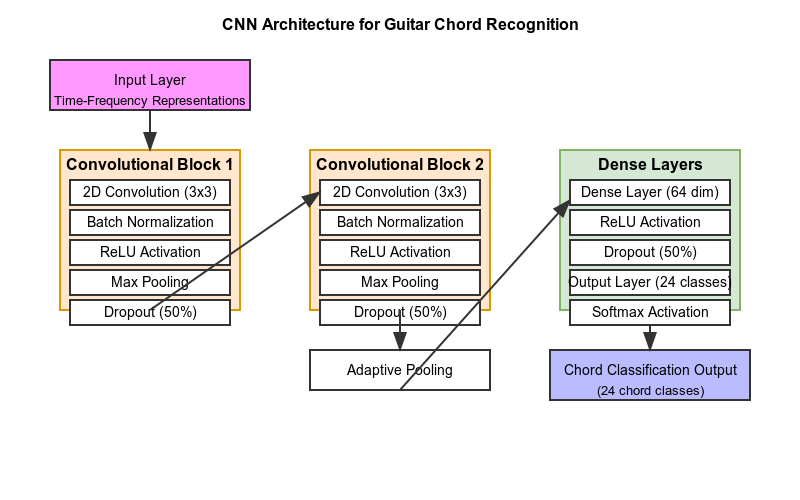 CNN Architecture for Guitar Chord Recognition
Input Layer
Time-Frequency Representations
Convolutional Block 1
2D Convolution (3x3)
Batch Normalization
ReLU Activation
Max Pooling
Dropout (50%)
Convolutional Block 2
2D Convolution (3x3)
Batch Normalization
ReLU Activation
Max Pooling
Dropout (50%)
Adaptive Pooling
Dense Layers
Dense Layer (64 dim)
ReLU Activation
Dropout (50%)
Output Layer (24 classes)
Softmax Activation
Chord Classification Output
(24 chord classes)